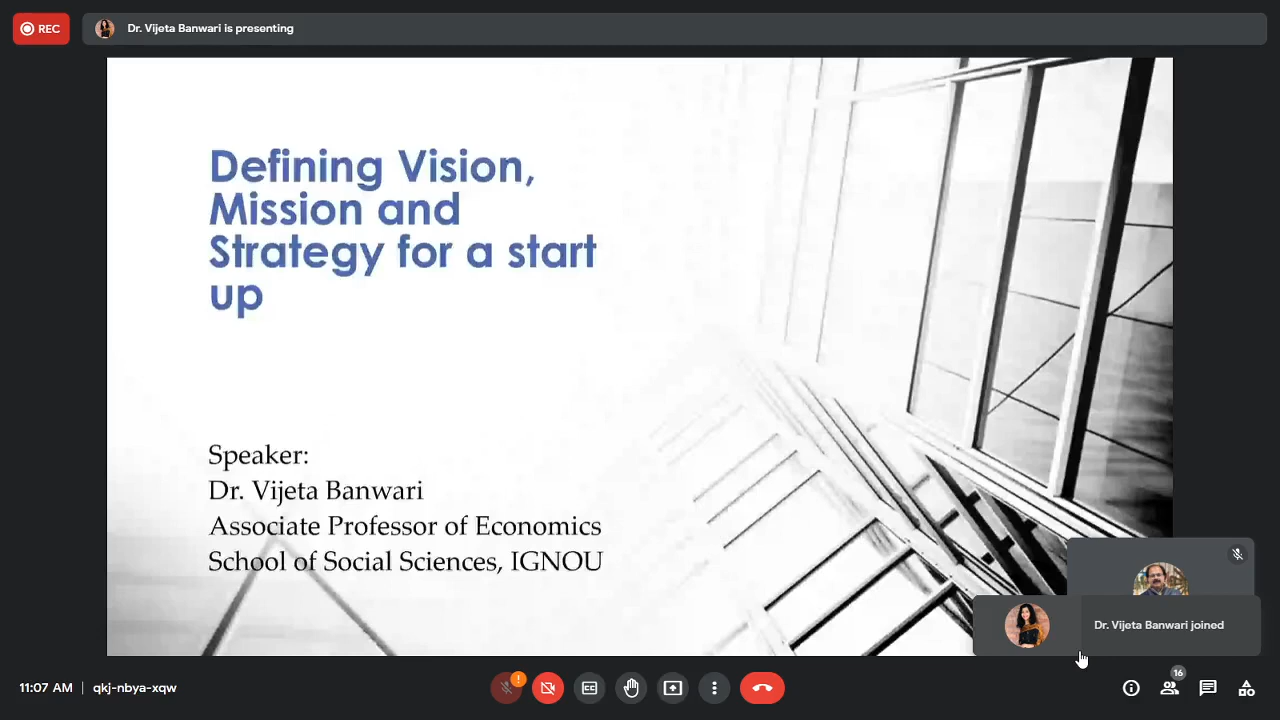 REC
Dr. Vijeta Banwari is presenting
Defining Vision,
Mission and
Strategy for a start
up
Speaker:
Dr. Vijeta Banwari
Associate Professor of Economics
School of Social Sciences, IGNOU
Dr. Vijeta Banwari joined
11:07 AM | qkj-nbya-xqw
!
CC
16